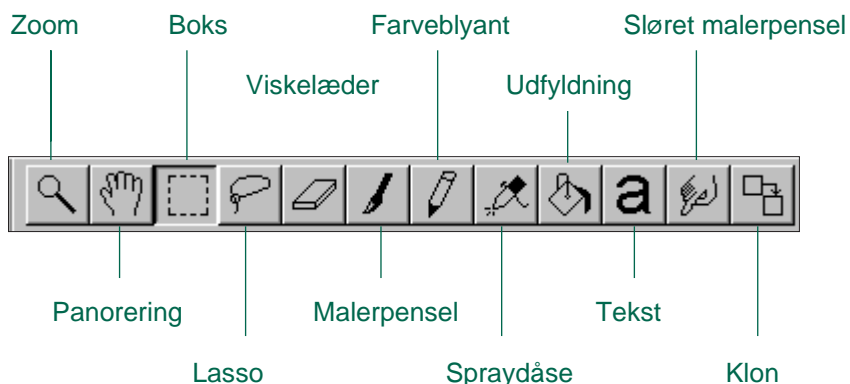 Zoom Boks Farveblyant Sløret malerpensel
Viskelæder Udfyldning
a
Panorering Malerpensel Tekst
Lasso Spraydåse Klon